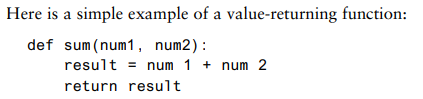 Here is a simple example of a value-returning function:
def sum(num1, num2):
    result = num 1 + num 2
    return result